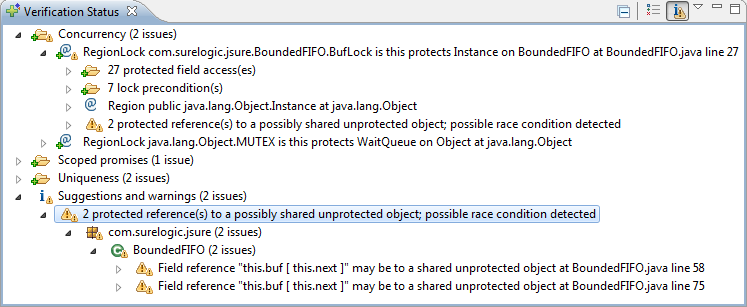 Verification Status
Concurrency (2 issues)
RegionLock com.surelogic.jsure.BoundedFIFO.BufLock is this protects Instance on BoundedFIFO at BoundedFIFO.java line 27
27 protected field access(es)
7 lock precondition(s)
Region public java.lang.Object.Instance at java.lang.Object
2 protected reference(s) to a possibly shared unprotected object; possible race condition detected
RegionLock java.lang.Object.MUTEX is this protects WaitQueue on Object at java.lang.Object
Scoped promises (1 issue)
Uniqueness (2 issues)
Suggestions and warnings (2 issues)
2 protected reference(s) to a possibly shared unprotected object; possible race condition detected
com.surelogic.jsure (2 issues)
BoundedFIFO (2 issues)
Field reference "this.buf [ this.next ]" may be to a shared unprotected object at BoundedFIFO.java line 58
Field reference "this.buf [ this.next ]" may be to a shared unprotected object at BoundedFIFO.java line 75